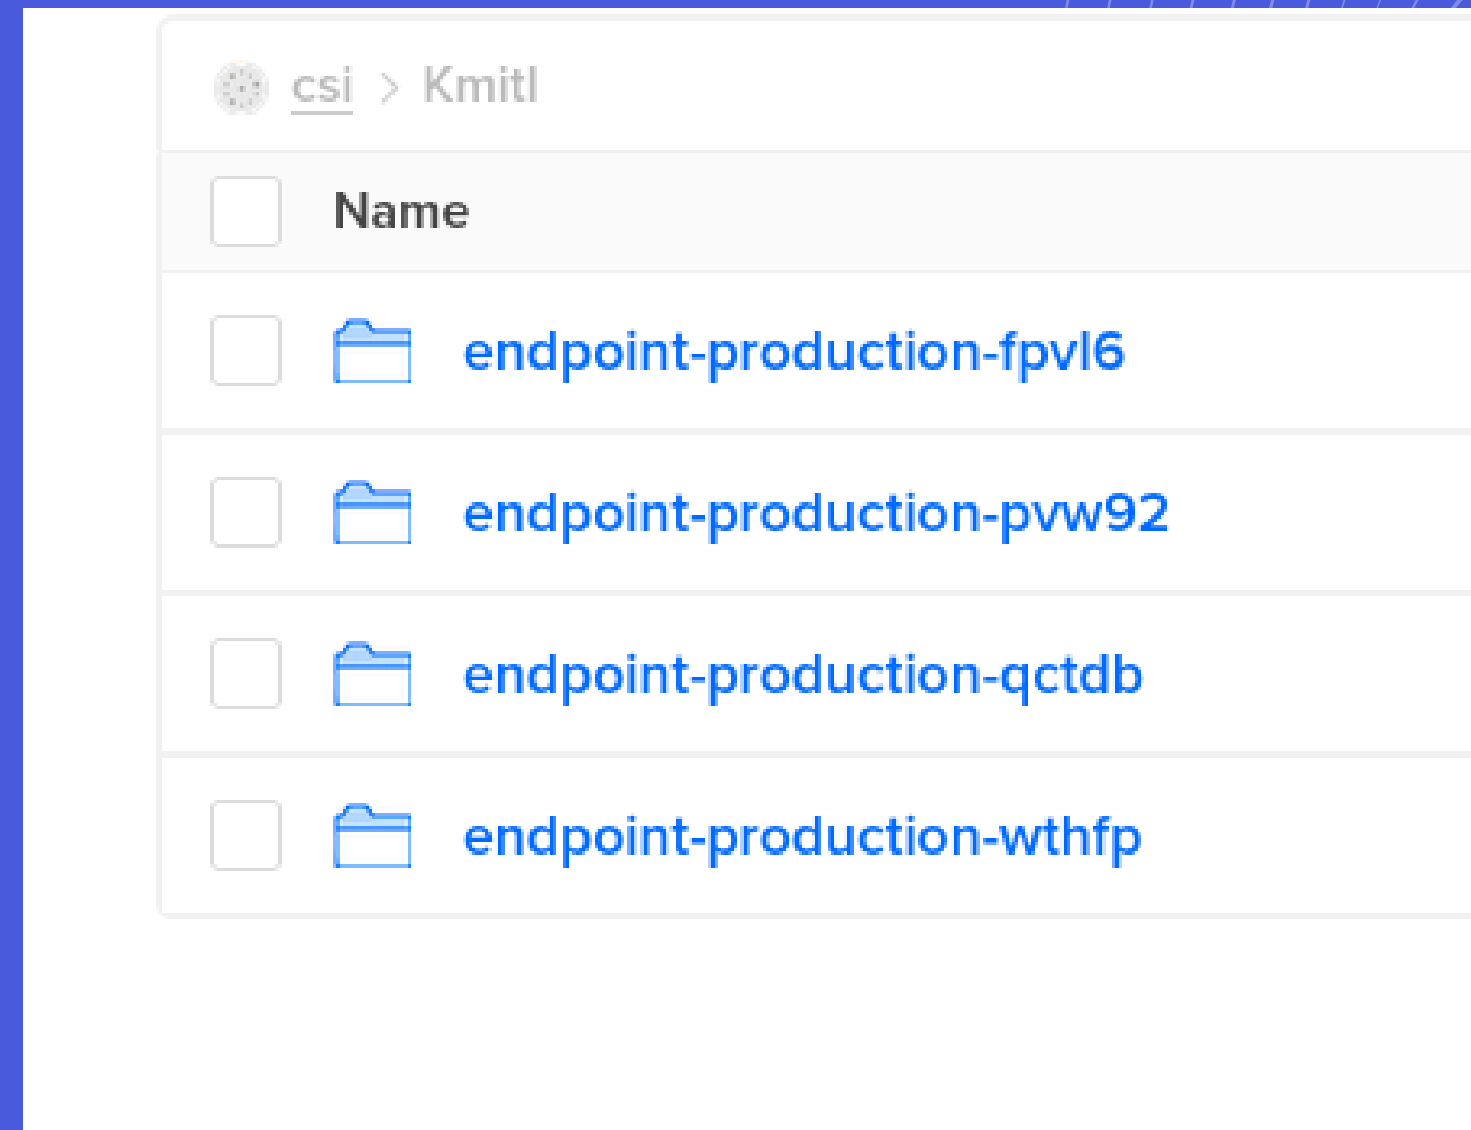 csi > Kmitl
Name
endpoint-production-fpvl6
endpoint-production-pvw92
endpoint-production-qctdb
endpoint-production-wthfp